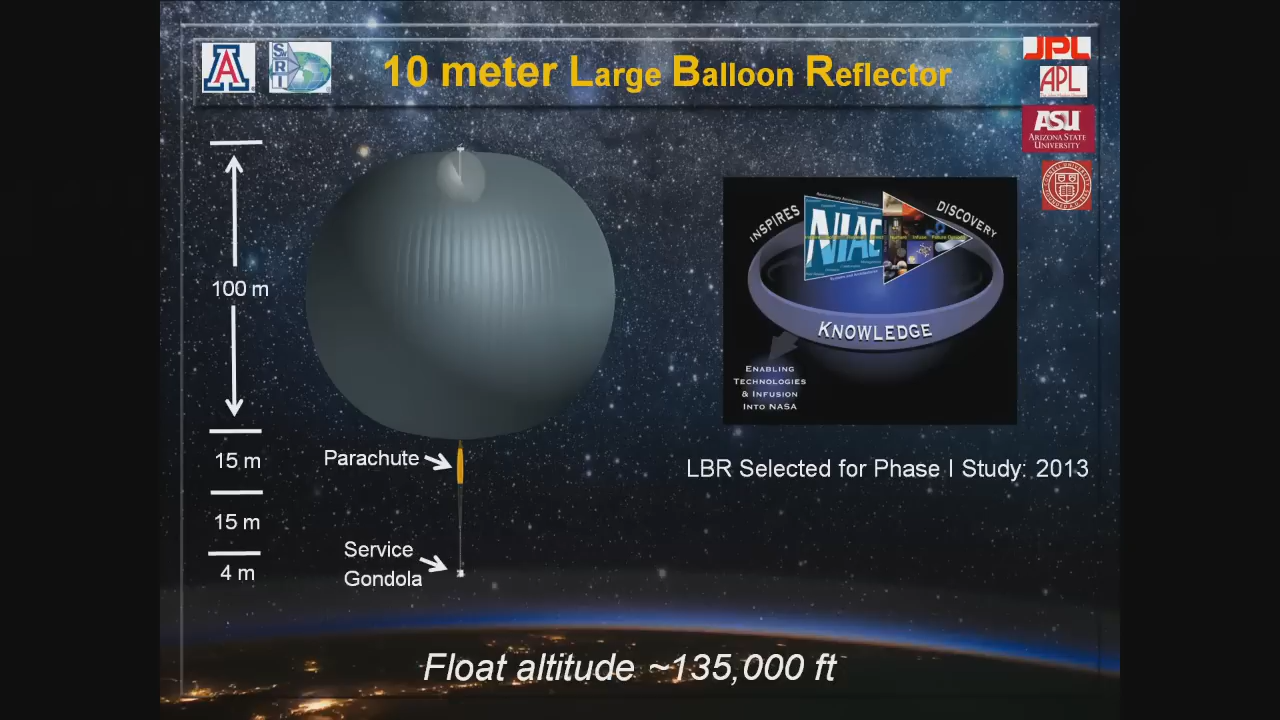 10 meter Large Balloon Reflector
A
SwRI
JPL
APL
ASU
ARIZONA STATE
UNIVERSITY
100 m
15 m
15 m
4 m
Parachute
Service
Gondola
INSPIRES
DISCOVERY
NIAC
KNOWLEDGE
ENABLING
TECHNOLOGIES
& INFUSION
INTO NASA
LBR Selected for Phase I Study: 2013
Float altitude ~135,000 ft